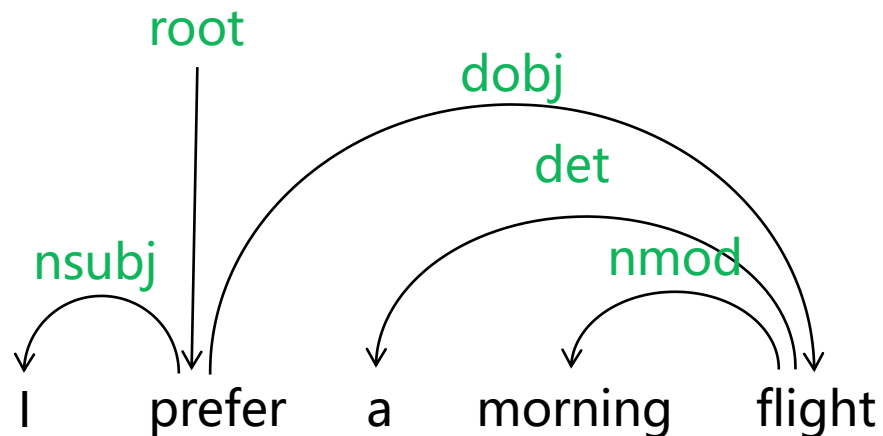 root
dobj
det
nsubj nmod
I prefer a morning flight